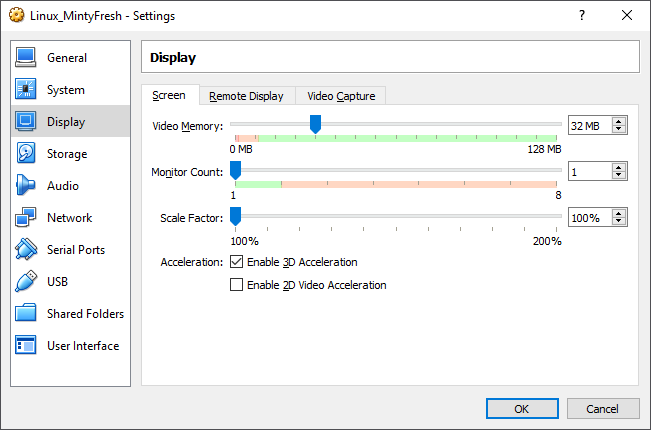 Linux_MintyFresh - Settings
?
General
System
Display
Storage
Audio
Network
Serial Ports
USB
Shared Folders
User Interface
Display
Screen Remote Display Video Capture
Video Memory: 32 MB
0 MB 128 MB
Monitor Count: 1
1 8
Scale Factor: 100%
100% 200%
Acceleration: Enable 3D Acceleration
Enable 2D Video Acceleration
OK Cancel